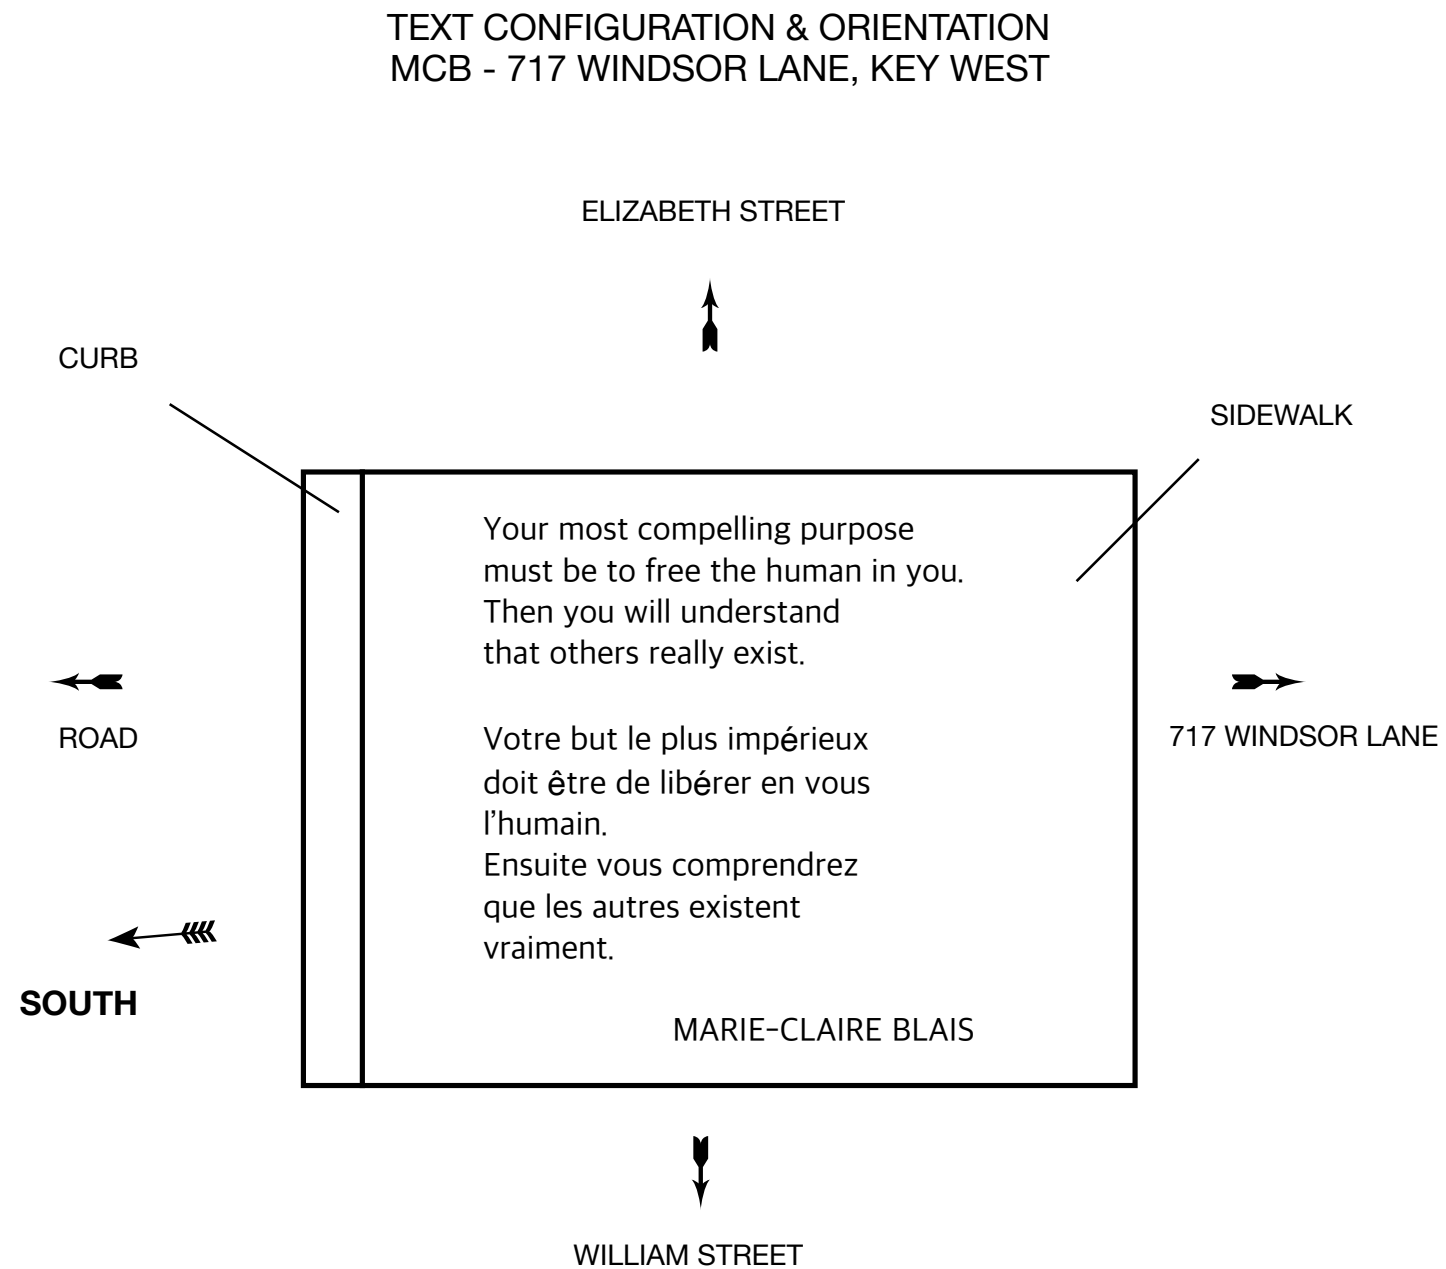 TEXT CONFIGURATION & ORIENTATION
MCB - 717 WINDSOR LANE, KEY WEST
ELIZABETH STREET
CURB
SIDEWALK
Your most compelling purpose
must be to free the human in you.
Then you will understand
that others really exist.
Votre but le plus impérieux
doit être de libérer en vous
l'humain.
Ensuite vous comprendrez
que les autres existent
vraiment.
MARIE-CLAIRE BLAIS
ROAD
717 WINDSOR LANE
SOUTH
WILLIAM STREET